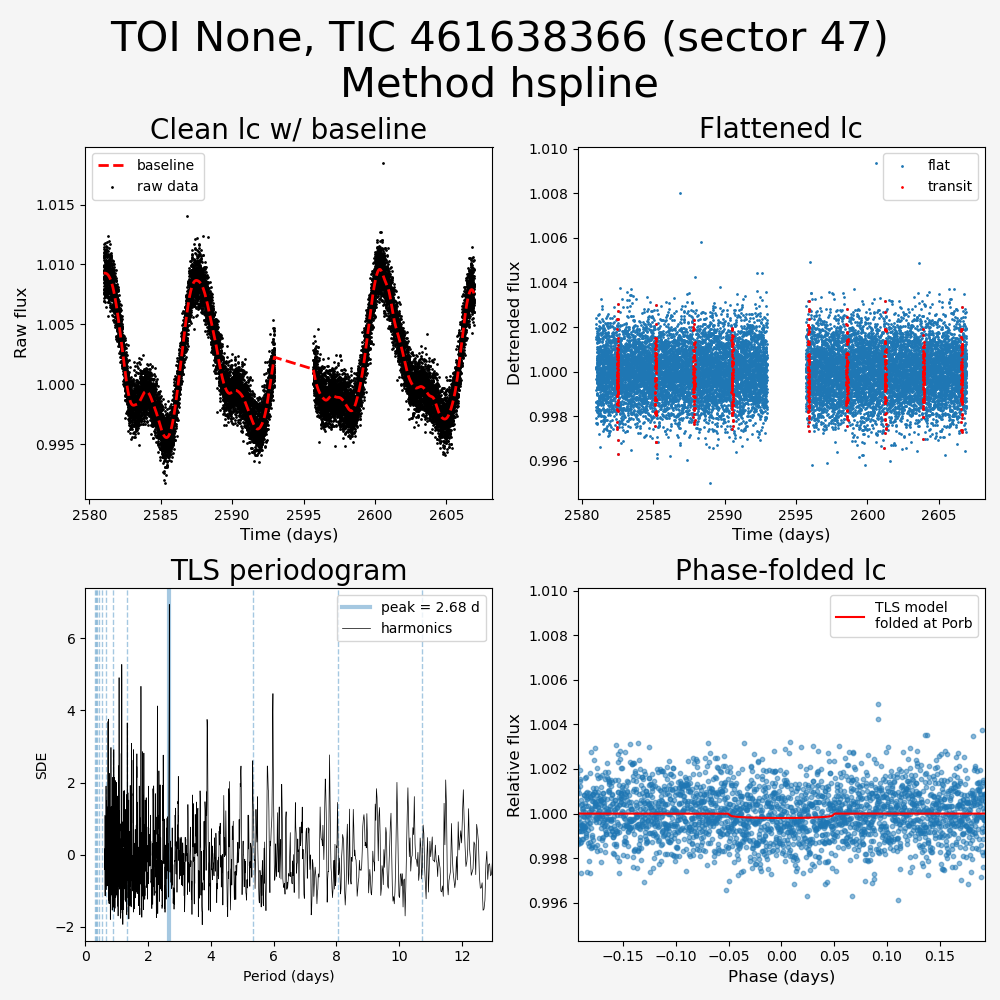 TOI None, TIC 461638366 (sector 47)
Method hspline
Clean lc w/ baseline
baseline
raw data
1.015
1.010
1.005
1.000
0.995
Raw flux
2580 2585 2590 2595 2600 2605
Time (days)
Flattened lc
flat
transit
1.010
1.008
1.006
1.004
1.002
1.000
0.998
0.996
Detrended flux
2580 2585 2590 2595 2600 2605
Time (days)
TLS periodogram
peak = 2.68 d
harmonics
6
4
2
0
−2
SDE
0 2 4 6 8 10 12
Period (days)
Phase-folded lc
TLS model
folded at Porb
1.010
1.008
1.006
1.004
1.002
1.000
0.998
0.996
Relative flux
−0.15 −0.10 −0.05 0.00 0.05 0.10 0.15
Phase (days)